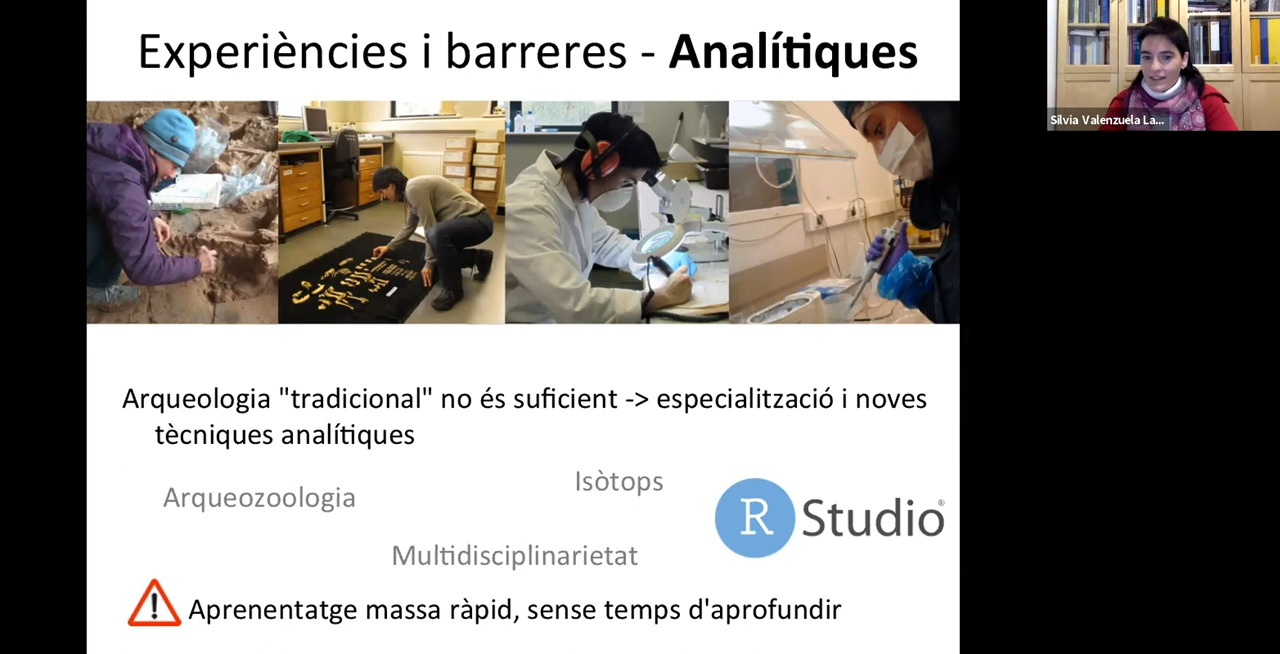 Experiències i barreres - Analítiques
Silvia Valenzuela La...
Arqueologia "tradicional" no és suficient -> especialització i noves
tècniques analítiques
Isòtops
Arqueozoologia
R Studio®
Multidisciplinarietat
Aprenentatge massa ràpid, sense temps d'aprofundir